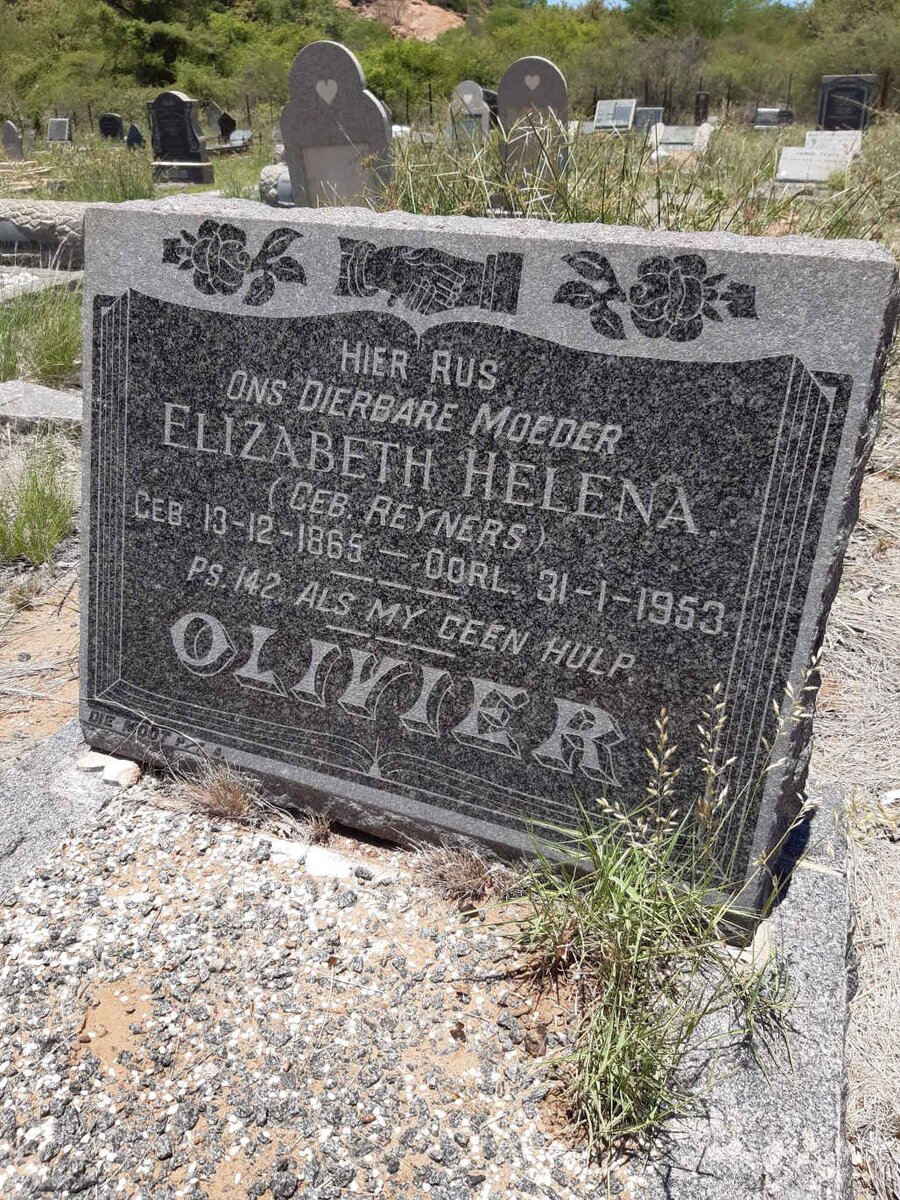 HIER RUS
ONS DIERBARE MOEDER
ELIZABETH HELENA
(GEB. REYNERS)
GEB. 13-12-1865 — OORL. 31-1-1953.
PS. 142 ALS MY GEEN HULP.
OLIVIER
DIE